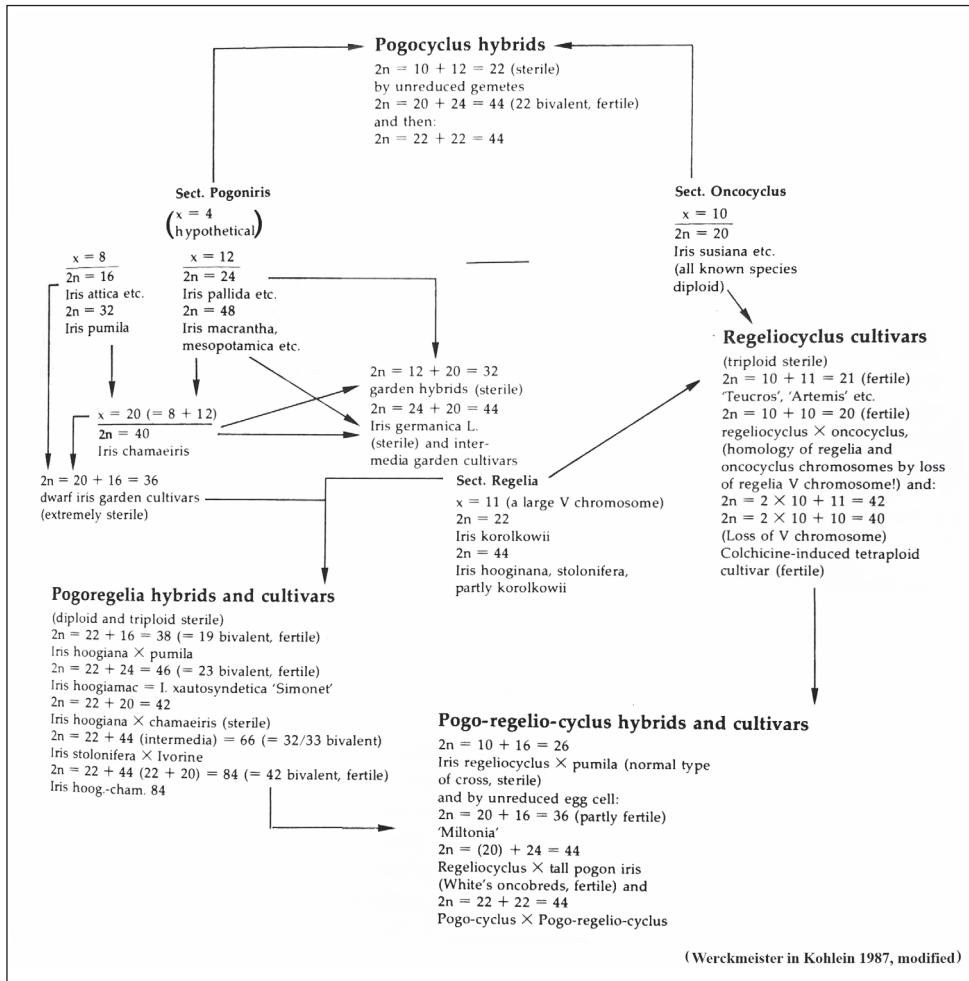 Pogocyclus hybrids
2n = 10 + 12 = 22 (sterile)
by unreduced gemetes
2n = 20 + 24 = 44 (22 bivalent, fertile)
and then:
2n = 22 + 22 = 44
Sect. Pogoniris
(x = 4
hypothetical)
x = 8
2n = 16
Iris attica etc.
2n = 32
Iris pumila
x = 12
2n = 24
Iris pallida etc.
2n = 48
Iris macrantha,
mesopotamica etc.
Sect. Oncocyclus
x = 10
2n = 20
Iris susiana etc.
(all known species
diploid)
x = 20 (= 8 + 12)
2n = 40
Iris chamaeiris
2n = 12 + 20 = 32
garden hybrids (sterile)
2n = 24 + 20 = 44
Iris germanica L.
(sterile) and inter-
media garden cultivars
Regeliocyclus cultivars
(triploid sterile)
2n = 10 + 11 = 21 (fertile)
'Teucros', 'Artemis' etc.
2n = 10 + 10 = 20 (fertile)
regeliocyclus × oncocyclus,
(homology of regelia and
oncocyclus chromosomes by loss
of regelia V chromosome!) and:
2n = 2 × 10 + 11 = 42
2n = 2 × 10 + 10 = 40
(Loss of V chromosome)
Colchicine-induced tetraploid
cultivar (fertile)
2n = 20 + 16 = 36
dwarf iris garden cultivars
(extremely sterile)
Sect. Regelia
x = 11 (a large V chromosome)
2n = 22
Iris korolkowii
2n = 44
Iris hooginana, stolonifera,
partly korolkowii
Pogoregelia hybrids and cultivars
(diploid and triploid sterile)
2n = 22 + 16 = 38 (= 19 bivalent, fertile)
Iris hoogiana × pumila
2n = 22 + 24 = 46 (= 23 bivalent, fertile)
Iris hoogiamac = I. xautosyndetica 'Simonet'
2n = 22 + 20 = 42
Iris hoogiana × chamaeiris (sterile)
2n = 22 + 44 (intermedia) = 66 (= 32/33 bivalent)
Iris stolonifera × Ivorine
2n = 22 + 44 (22 + 20) = 84 (= 42 bivalent, fertile)
Iris hoog.-cham. 84
Pogo-regelio-cyclus hybrids and cultivars
2n = 10 + 16 = 26
Iris regeliocyclus × pumila (normal type
of cross, sterile)
and by unreduced egg cell:
2n = 20 + 16 = 36 (partly fertile)
'Miltonia'
2n = (20) + 24 = 44
Regeliocyclus × tall pogon iris
(White's oncobreds, fertile) and
2n = 22 + 22 = 44
Pogo-cyclus × Pogo-regelio-cyclus
(Werckmeister in Kohlein 1987, modified)